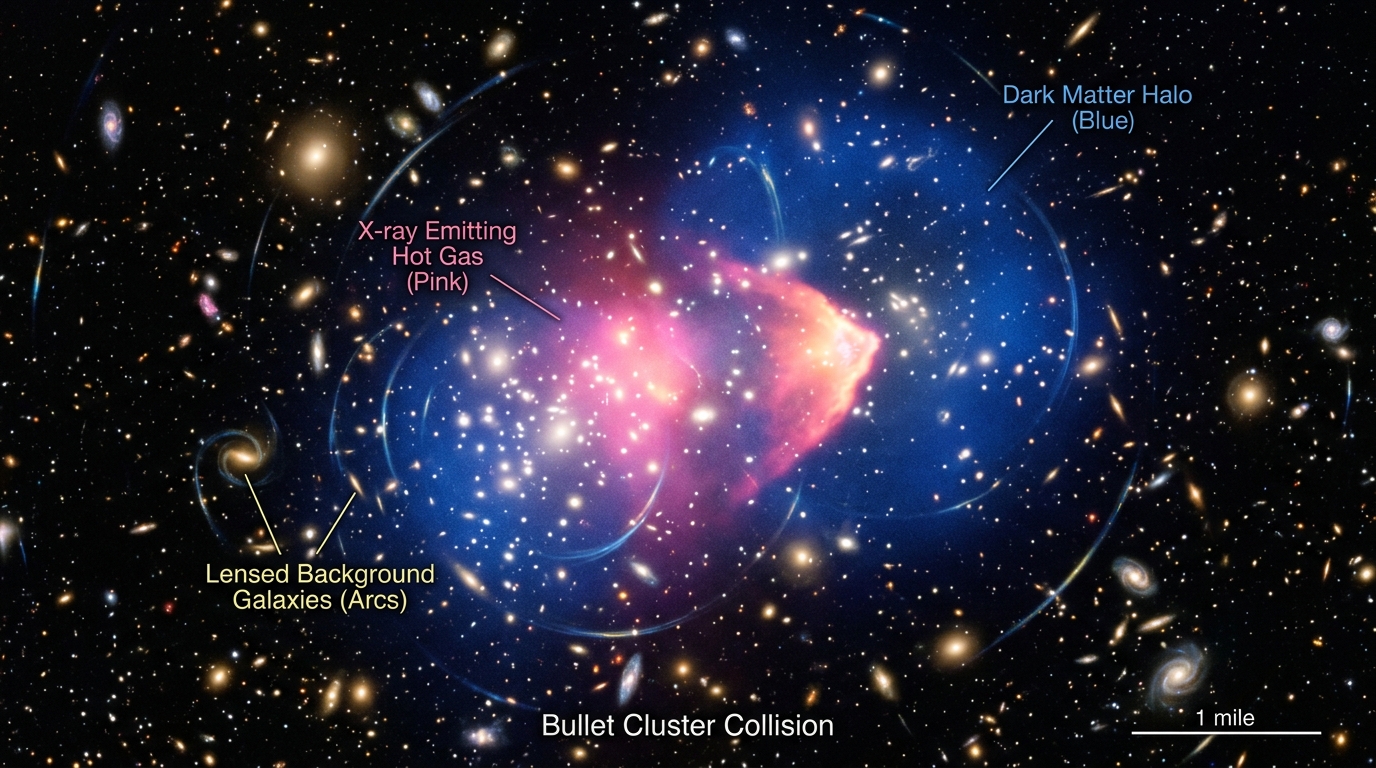 Dark Matter Halo
(Blue)
X-ray Emitting
Hot Gas
(Pink)
Lensed Background
Galaxies (Arcs)
Bullet Cluster Collision
1 mile